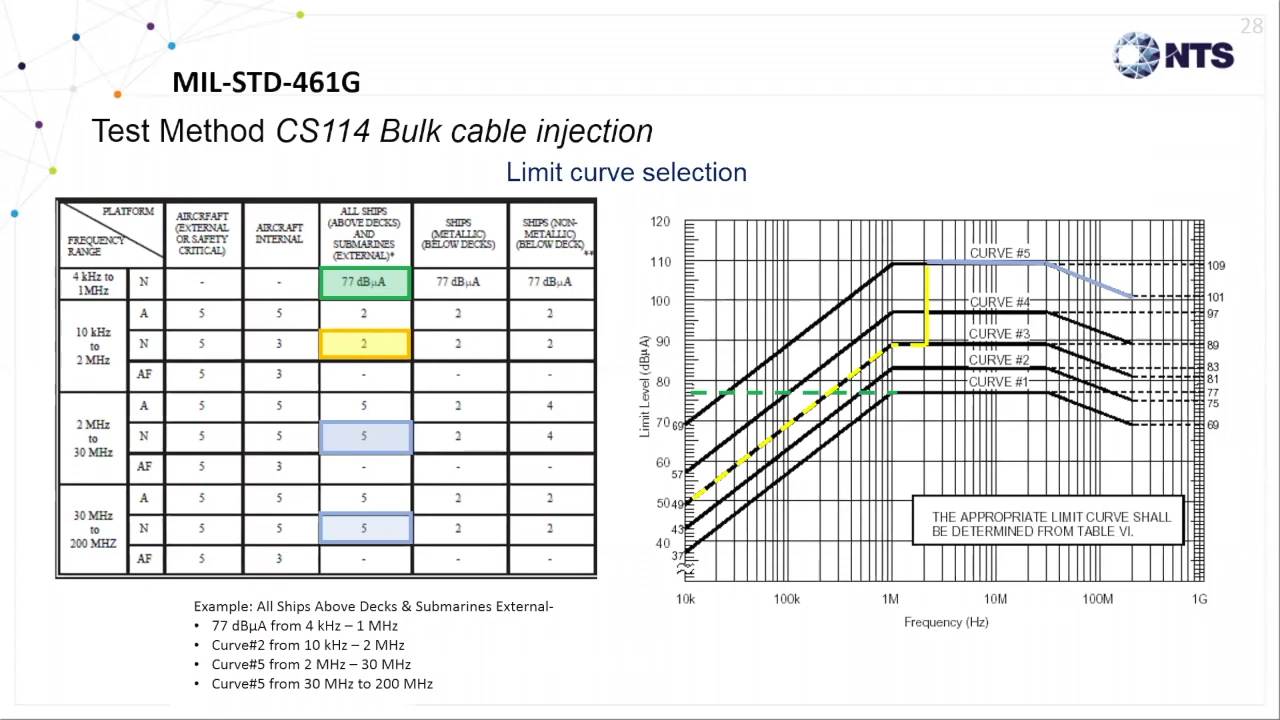 28
NTS
MIL-STD-461G
Test Method CS114 Bulk cable injection
Limit curve selection
PLATFORM
FREQUENCY
RANGE
AIRCRFAFT
(EXTERNAL
OR SAFETY
CRITICAL)
AIRCRAFT
INTERNAL
ALL SHIPS
(ABOVE DECKS)
AND
SUBMARINES
(EXTERNAL)*
SHIPS
(METALLIC)
(BELOW DECKS)
SHIPS (NON-
METALLIC)
(BELOW DECK)
**
4 kHz to
1MHz
N - - 77 dBµA 77 dBµA 77 dBµA
10 kHz
to
2 MHz
A 5 5 2 2 2
N 5 3 2 2 2
AF 5 3 - - -
2 MHz
to
30 MHz
A 5 5 5 2 4
N 5 5 5 2 4
AF 5 3 - - -
30 MHz
to
200 MHZ
A 5 5 5 2 2
N 5 5 5 2 2
AF 5 3 - - -
Limit Level (dBµA)
120
110
100
90
80
70
60
50
40
69
57
49
43
37
CURVE #5
CURVE #4
CURVE #3
CURVE #2
CURVE #1
109
101
97
89
83
81
77
75
69
THE APPROPRIATE LIMIT CURVE SHALL
BE DETERMINED FROM TABLE VI.
10k 100k 1M 10M 100M 1G
Frequency (Hz)
Example: All Ships Above Decks & Submarines External-
• 77 dBµA from 4 kHz – 1 MHz
• Curve#2 from 10 kHz – 2 MHz
• Curve#5 from 2 MHz – 30 MHz
• Curve#5 from 30 MHz to 200 MHz